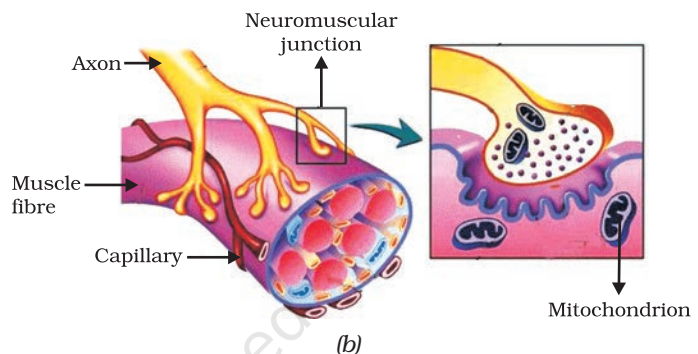 Neuromuscular
junction
Axon
Muscle
fibre
Capillary
Mitochondrion
(b)